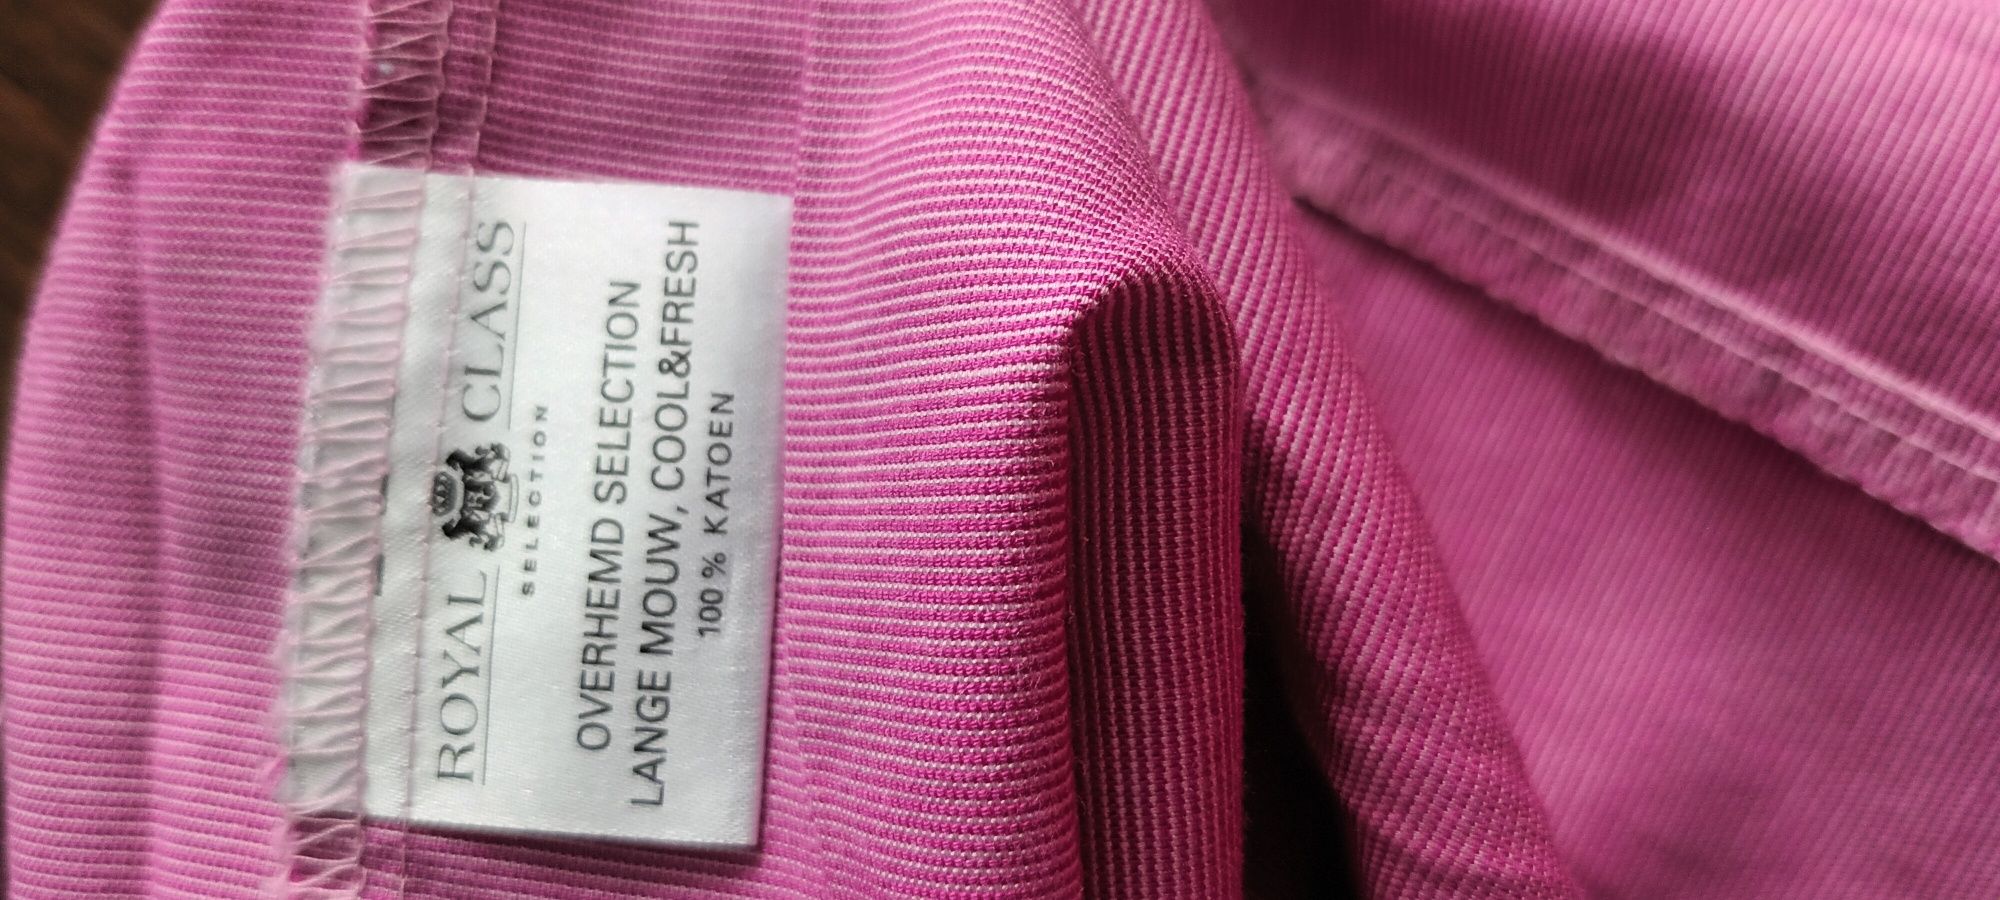 ROYAL CLASS
SELECTION
OVERHEMD SELECTION
LANGE MOUW, COOL&FRESH
100% KATOEN